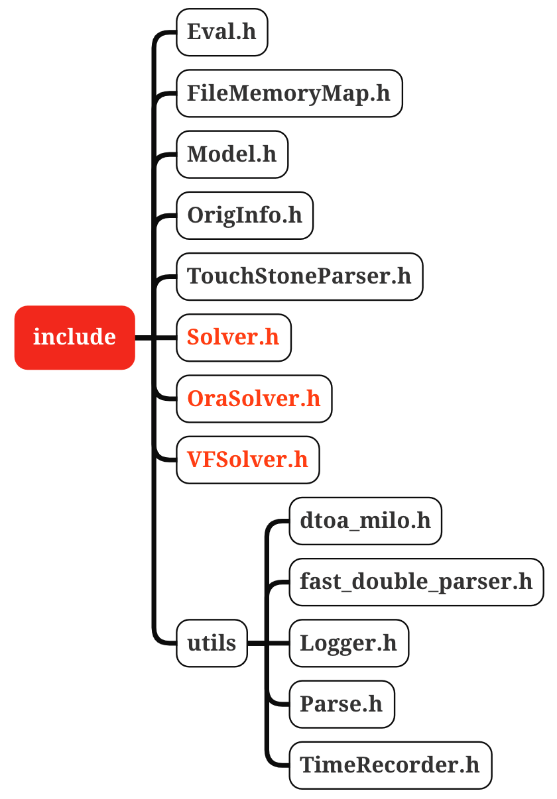 Eval.h
FileMemoryMap.h
Model.h
OrigInfo.h
TouchStoneParser.h
include
Solver.h
OraSolver.h
VFSolver.h
dtoa_milo.h
fast_double_parser.h
utils
Logger.h
Parse.h
TimeRecorder.h